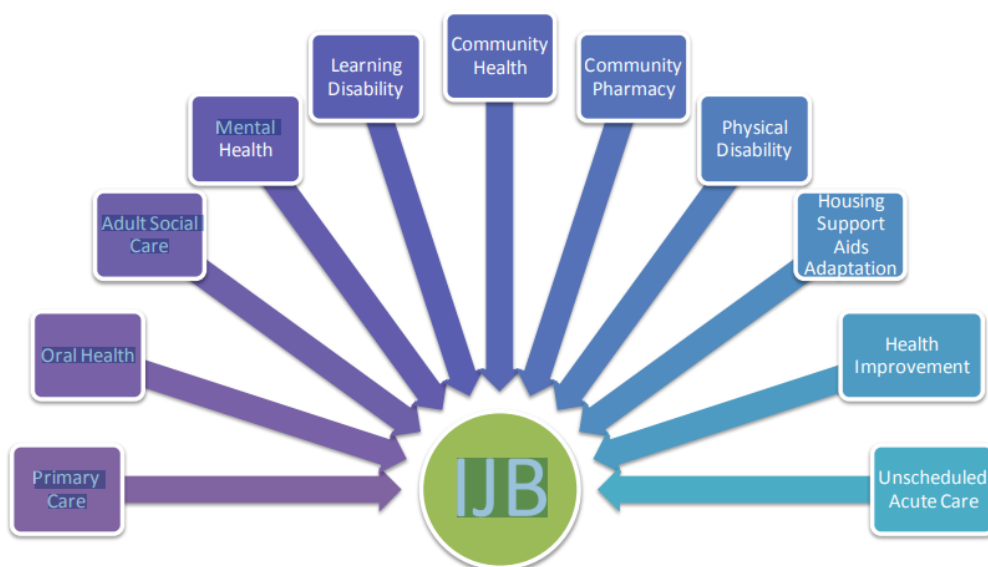 Primary
Care
Oral Health
Adult Social
Care
Mental
Health
Learning
Disability
Community
Health
Community
Pharmacy
Physical
Disability
Housing
Support
Aids
Adaptation
Health
Improvement
Unscheduled
Acute Care
IJB